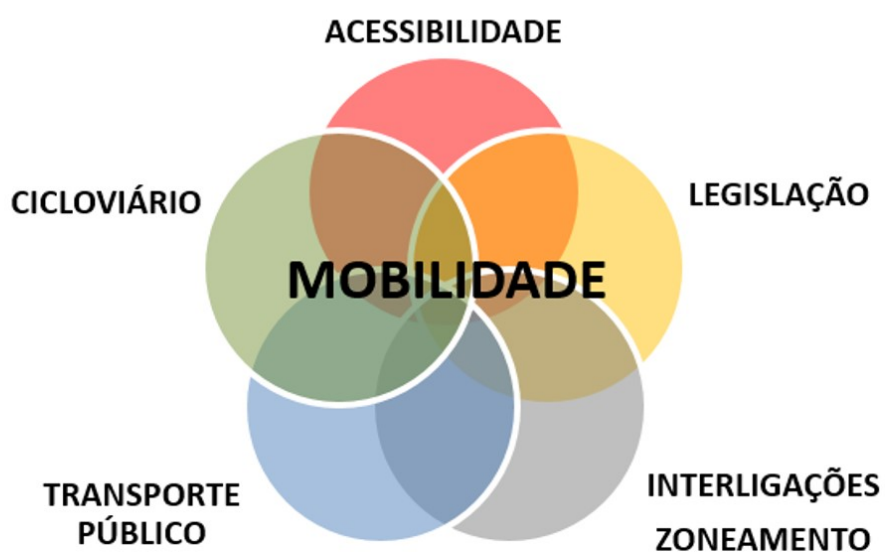 ACESSIBILIDADE
CICLOVIÁRIO
LEGISLAÇÃO
MOBILIDADE
TRANSPORTE
PÚBLICO
INTERLIGAÇÕES
ZONEAMENTO